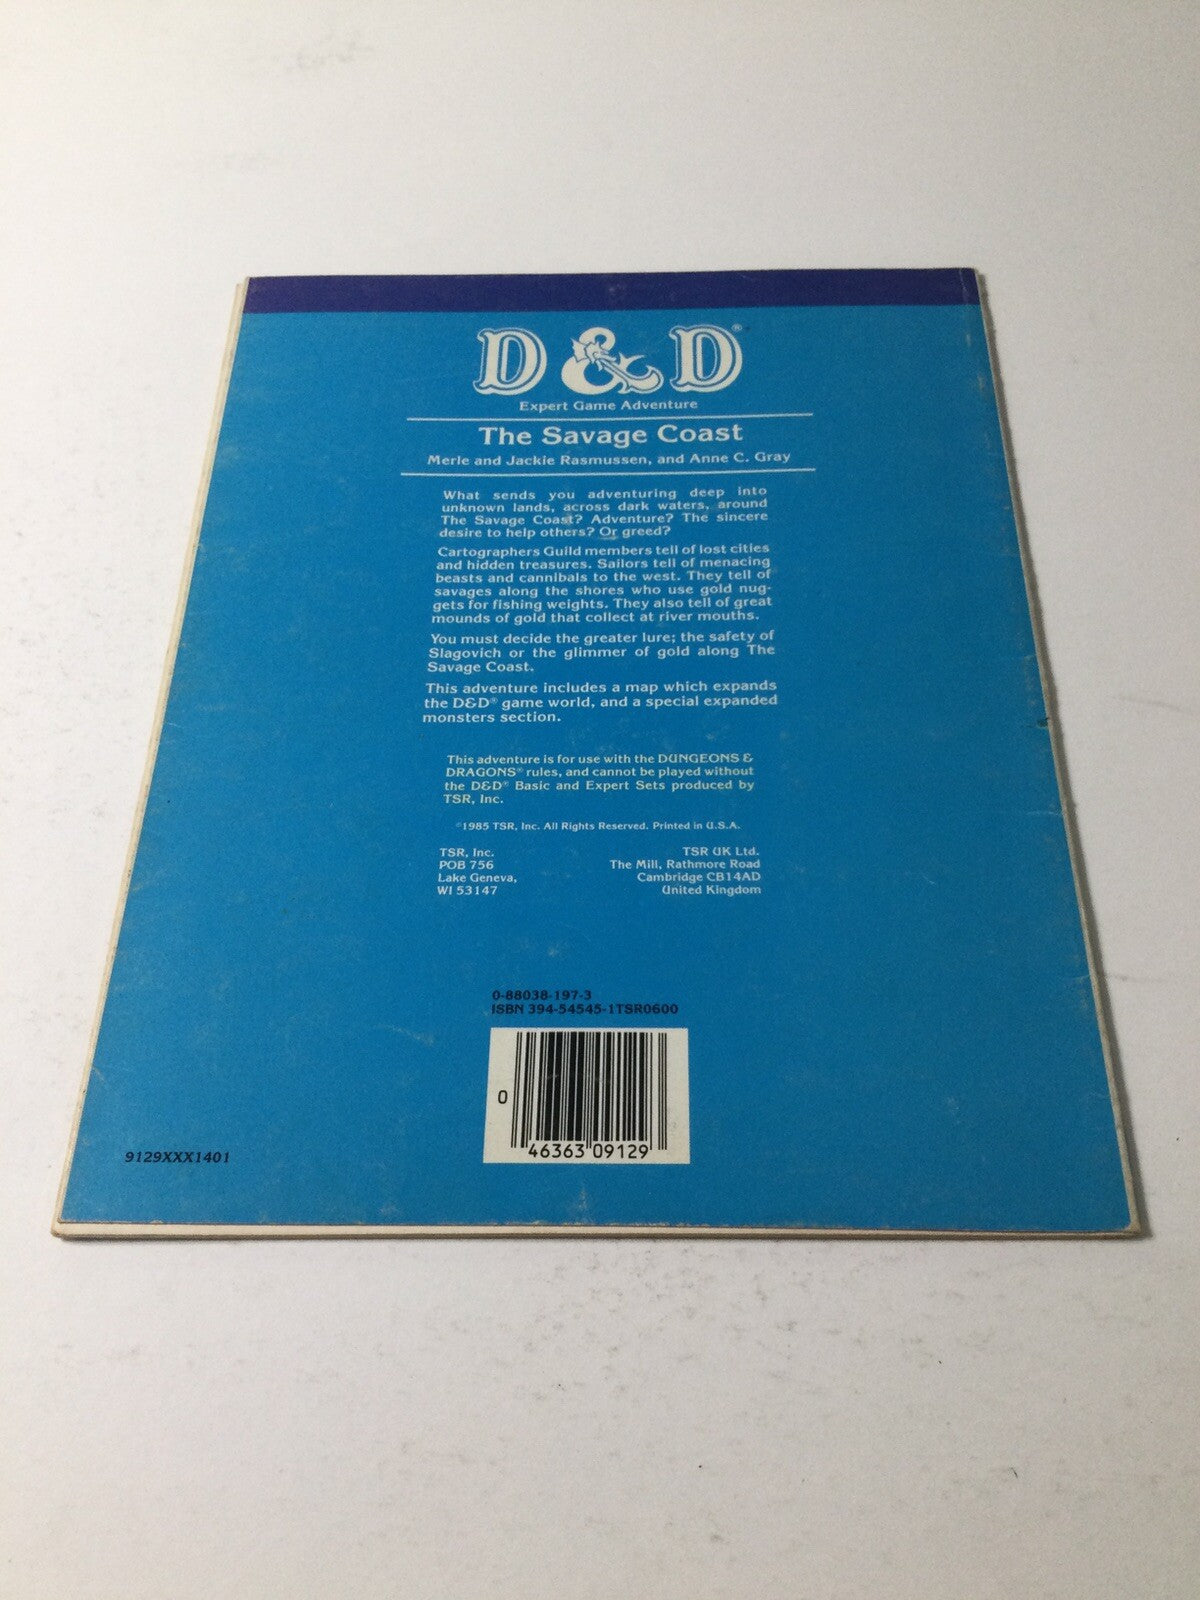 D&D®
Expert Game Adventure
The Savage Coast
Merle and Jackie Rasmussen, and Anne C. Gray
What sends you adventuring deep into
unknown lands, across dark waters, around
The Savage Coast? Adventure? The sincere
desire to help others? Or greed?
Cartographers Guild members tell of lost cities
and hidden treasures. Sailors tell of menacing
beasts and cannibals to the west. They tell of
savages along the shores who use gold nug-
gets for fishing weights. They also tell of great
mounds of gold that collect at river mouths.
You must decide the greater lure; the safety of
Slagovich or the glimmer of gold along The
Savage Coast.
This adventure includes a map which expands
the D&D® game world, and a special expanded
monsters section.
This adventure is for use with the DUNGEONS &
DRAGONS® rules, and cannot be played without
the D&D® Basic and Expert Sets produced by
TSR, Inc.
©1985 TSR, Inc. All Rights Reserved. Printed in U.S.A.
TSR, Inc.
POB 756
Lake Geneva,
WI 53147
TSR UK Ltd.
The Mill, Rathmore Road
Cambridge CB14AD
United Kingdom
0-88038-197-3
ISBN 394-54545-1TSR0600
0 46363 09129
9129XXX1401